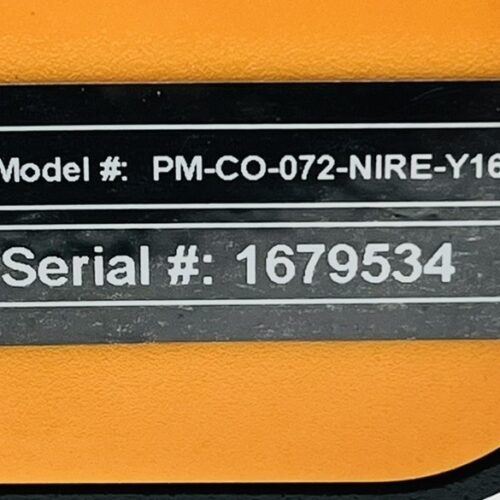 Model #: PM-CO-072-NIRE-Y16
Serial #: 1679534